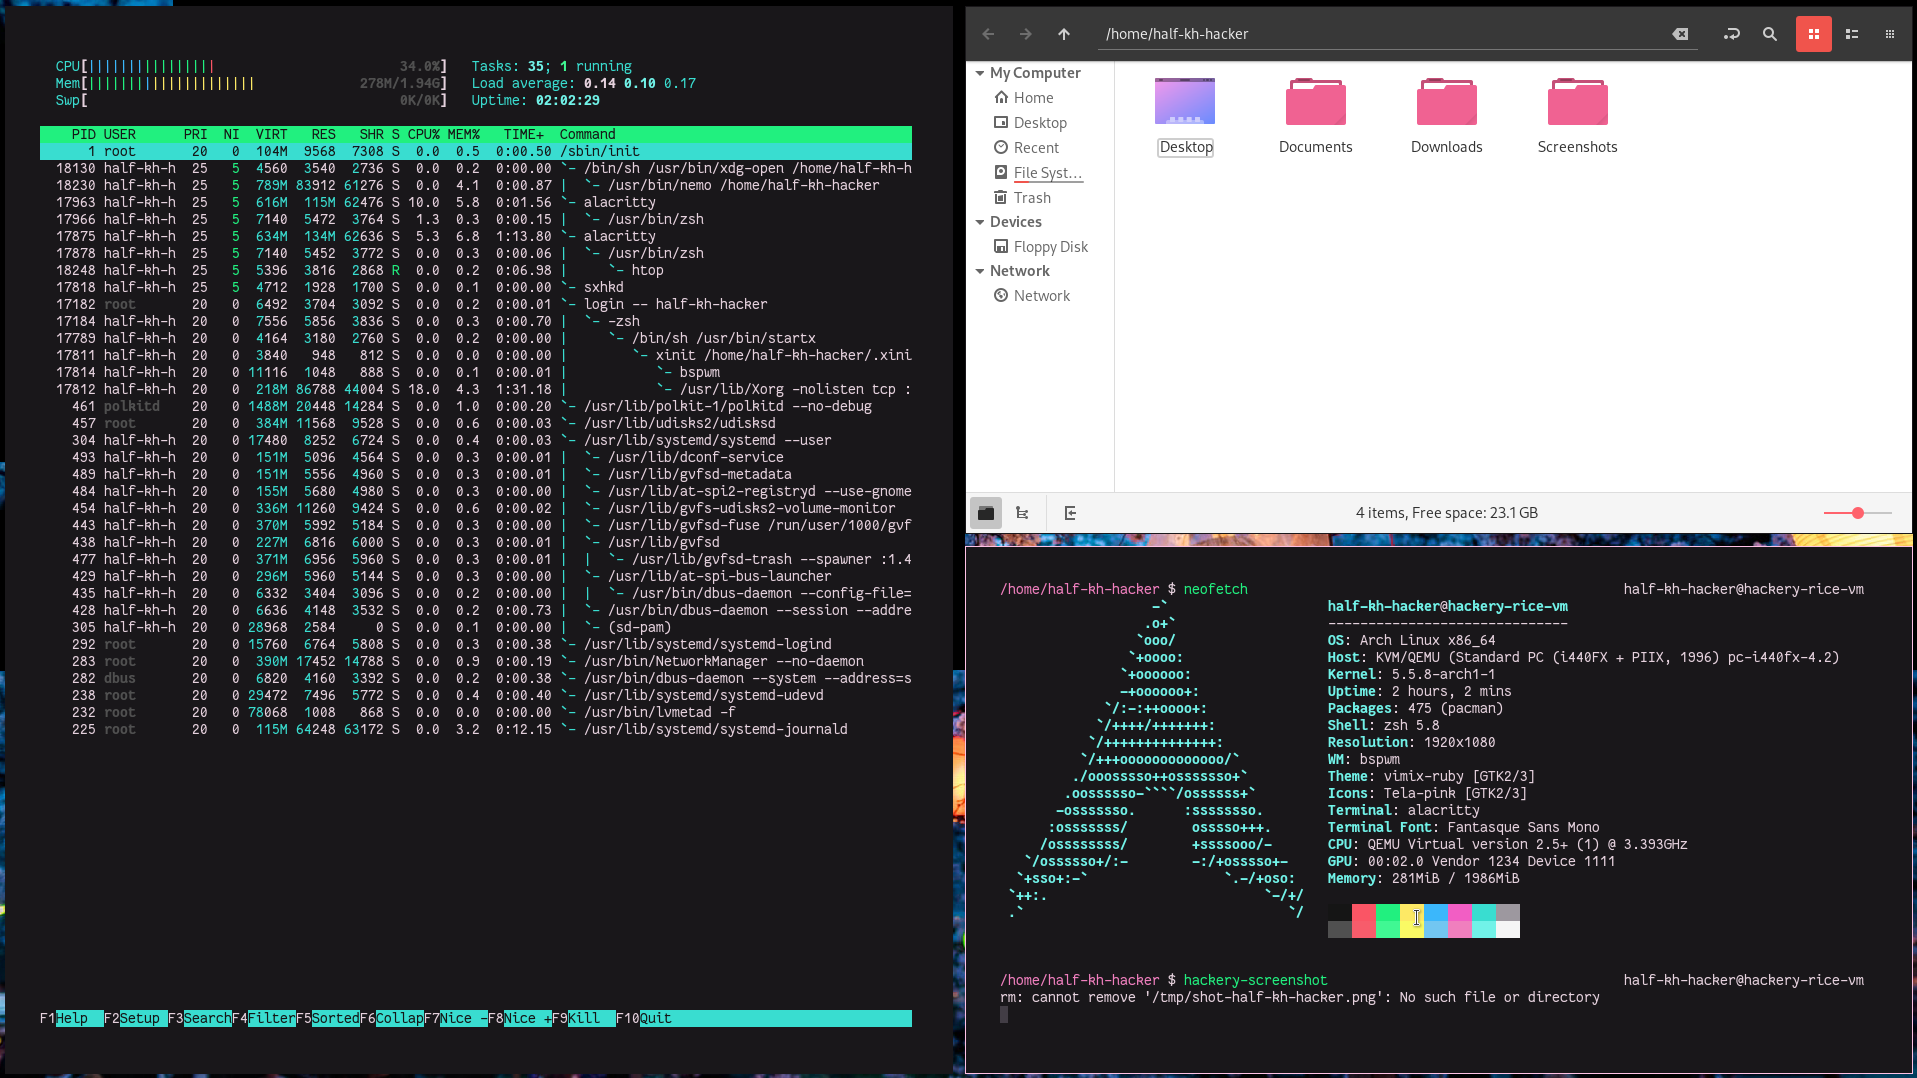 CPU[||||||||||||||||                       34.0%]   Tasks: 35; 1 running
Mem[|||||||||||||||||||||             278M/1.94G]   Load average: 0.14 0.10 0.17
Swp[                                       0K/0K]   Uptime: 02:02:29
PID USER      PRI  NI  VIRT   RES   SHR S CPU% MEM%   TIME+  Command
1 root       20   0  104M  9568  7308 S  0.0  0.5  0:00.50 /sbin/init
18130 half-kh-h  25   5  4560  3540  2736 S  0.0  0.2  0:00.00 `- /bin/sh /usr/bin/xdg-open /home/half-kh-h
18230 half-kh-h  25   5  789M 83912 61276 S  0.0  4.1  0:00.87 |  `- /usr/bin/nemo /home/half-kh-hacker
17963 half-kh-h  25   5  616M  115M 62476 S 10.0  5.8  0:01.56 `- alacritty
17966 half-kh-h  25   5  7140  5472  3764 S  1.3  0.3  0:00.15 |  `- /usr/bin/zsh
17875 half-kh-h  25   5  634M  134M 62636 S  5.3  6.8  1:13.80 `- alacritty
17878 half-kh-h  25   5  7140  5452  3772 S  0.0  0.3  0:00.06 |  `- /usr/bin/zsh
18248 half-kh-h  25   5  5396  3816  2868 R  0.0  0.2  0:06.98 |     `- htop
17818 half-kh-h  25   5  4712  1928  1700 S  0.0  0.1  0:00.00 `- sxhkd
17182 root       20   0  6492  3704  3092 S  0.0  0.2  0:00.01 `- login -- half-kh-hacker
17184 half-kh-h  20   0  7556  5856  3836 S  0.0  0.3  0:00.70 |  `- -zsh
17789 half-kh-h  20   0  4164  3180  2760 S  0.0  0.2  0:00.00 |     `- /bin/sh /usr/bin/startx
17811 half-kh-h  20   0  3840   948   812 S  0.0  0.0  0:00.00 |        `- xinit /home/half-kh-hacker/.xini
17814 half-kh-h  20   0 11116  1048   888 S  0.0  0.1  0:00.01 |           `- bspwm
17812 half-kh-h  20   0  218M 86788 44004 S 18.0  4.3  1:31.18 |           `- /usr/lib/Xorg -nolisten tcp :
461 polkitd    20   0 1488M 20448 14284 S  0.0  1.0  0:00.20 `- /usr/lib/polkit-1/polkitd --no-debug
457 root       20   0  384M 11568  9528 S  0.0  0.6  0:00.03 `- /usr/lib/udisks2/udisksd
304 half-kh-h  20   0 17480  8252  6724 S  0.0  0.4  0:00.03 `- /usr/lib/systemd/systemd --user
493 half-kh-h  20   0  151M  5096  4564 S  0.0  0.3  0:00.01 |  `- /usr/lib/dconf-service
489 half-kh-h  20   0  151M  5556  4960 S  0.0  0.3  0:00.01 |  `- /usr/lib/gvfsd-metadata
484 half-kh-h  20   0  155M  5680  4980 S  0.0  0.3  0:00.01 |  `- /usr/lib/at-spi2-registryd --use-gnome
454 half-kh-h  20   0  336M 11260  9424 S  0.0  0.6  0:00.02 |  `- /usr/lib/gvfs-udisks2-volume-monitor
443 half-kh-h  20   0  370M  5992  5184 S  0.0  0.3  0:00.01 |  `- /usr/lib/gvfsd-fuse /run/user/1000/gvf
438 half-kh-h  20   0  227M  6816  6000 S  0.0  0.3  0:00.01 |  `- /usr/lib/gvfsd
477 half-kh-h  20   0  371M  6956  5960 S  0.0  0.3  0:00.01 |  |  `- /usr/lib/gvfsd-trash --spawner :1.4
429 half-kh-h  20   0  296M  5960  5144 S  0.0  0.3  0:00.00 |  `- /usr/lib/at-spi-bus-launcher
435 half-kh-h  20   0  6332  3404  3096 S  0.0  0.2  0:00.00 |  |  `- /usr/bin/dbus-daemon --config-file=
428 half-kh-h  20   0  6636  4148  3532 S  0.0  0.2  0:00.73 |  `- /usr/bin/dbus-daemon --session --addre
305 half-kh-h  20   0 28968  2584     0 S  0.0  0.1  0:00.00 |  `- (sd-pam)
292 root       20   0 15760  6764  5808 S  0.0  0.3  0:00.38 `- /usr/lib/systemd/systemd-logind
283 root       20   0  390M 17452 14788 S  0.0  0.9  0:00.19 `- /usr/bin/NetworkManager --no-daemon
282 dbus       20   0  6820  4160  3392 S  0.0  0.2  0:00.38 `- /usr/bin/dbus-daemon --system --address=s
238 root       20   0 29472  7496  5772 S  0.0  0.4  0:00.40 `- /usr/lib/systemd/systemd-udevd
232 root       20   0 78068  1008   868 S  0.0  0.0  0:00.00 `- /usr/bin/lvmetad -f
225 root       20   0  115M 64248 63172 S  0.0  3.2  0:12.15 `- /usr/lib/systemd/systemd-journald
F1Help  F2Setup F3SearchF4FilterF5SortedF6CollapF7Nice -F8Nice +F9Kill  F10Quit
/home/half-kh-hacker
My Computer
Home
Desktop
Recent
File Syst…
Trash
Devices
Floppy Disk
Network
Network
Desktop
Documents
Downloads
Screenshots
4 items, Free space: 23.1 GB
/home/half-kh-hacker $ neofetch                                               half-kh-hacker@hackery-rice-vm
                   -`                    half-kh-hacker@hackery-rice-vm
                  .o+`                   ------------------------------
                 `ooo/                   OS: Arch Linux x86_64
                `+oooo:                  Host: KVM/QEMU (Standard PC (i440FX + PIIX, 1996) pc-i440fx-4.2)
               `+oooooo:                 Kernel: 5.5.8-arch1-1
               -+oooooo+:                Uptime: 2 hours, 2 mins
             `/:-:++oooo+:               Packages: 475 (pacman)
            `/++++/+++++++:              Shell: zsh 5.8
           `/++++++++++++++:             Resolution: 1920x1080
          `/+++ooooooooooooo/`           WM: bspwm
         ./ooosssso++osssssso+`          Theme: vimix-ruby [GTK2/3]
        .oossssso-````/ossssss+`         Icons: Tela-pink [GTK2/3]
       -osssssso.      :ssssssso.        Terminal: alacritty
      :osssssss/        osssso+++.       Terminal Font: Fantasque Sans Mono
     /ossssssss/        +ssssooo/-       CPU: QEMU Virtual version 2.5+ (1) @ 3.393GHz
   `/ossssso+/:-        -:/+osssso+-     GPU: 00:02.0 Vendor 1234 Device 1111
  `+sso+:-`                 `.-/+oso:    Memory: 281MiB / 1986MiB
 `++:.                           `-/+/
 .`                                 `/
/home/half-kh-hacker $ hackery-screenshot                                     half-kh-hacker@hackery-rice-vm
rm: cannot remove '/tmp/shot-half-kh-hacker.png': No such file or directory